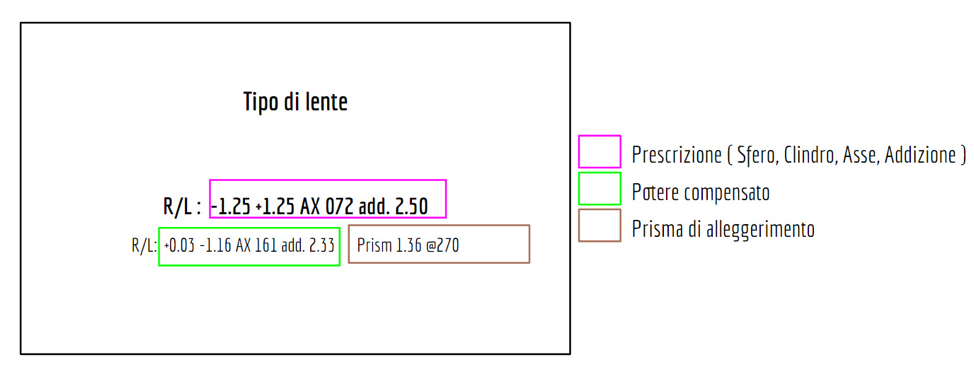 Tipo di lente
R/L : -1.25 +1.25 AX 072 add. 2.50
R/L: +0.03 -1.16 AX 161 add. 2.33 Prism 1.36 @270
Prescrizione ( Sfero, Clindro, Asse, Addizione )
Potere compensato
Prisma di alleggerimento